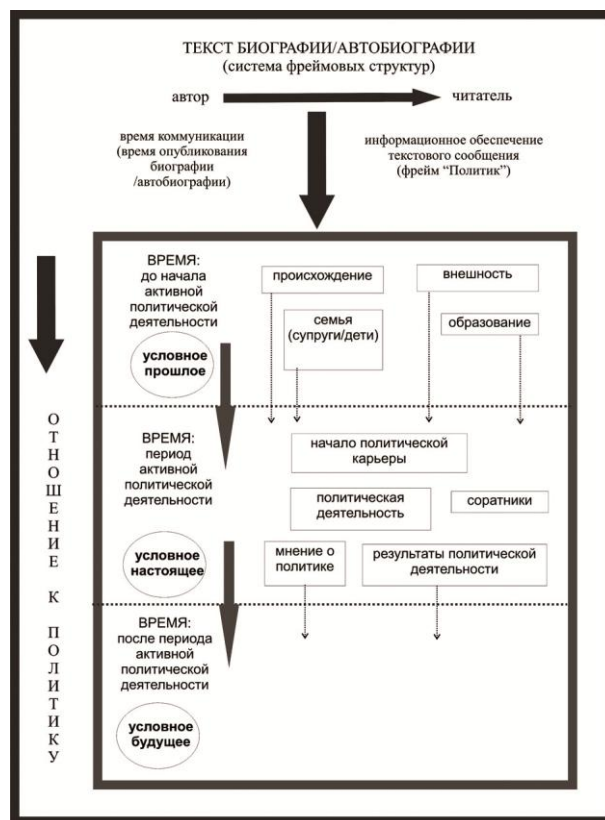 ТЕКСТ БИОГРАФИИ/АВТОБИОГРАФИИ
(система фреймовых структур)
автор
читатель
время коммуникации
(время опубликования
биографии
/автобиографии)
информационное обеспечение
текстового сообщения
(фрейм “Политик”)
ОТНОШЕНИЕ К ПОЛИТИКУ
ВРЕМЯ:
до начала
активной
политической
деятельности
условное
прошлое
происхождение
внешность
семья
(супруги/дети)
образование
ВРЕМЯ:
период
активной
политической
деятельности
условное
настоящее
начало политической
карьеры
политическая
деятельность
соратники
мнение о
политике
результаты политической
деятельности
ВРЕМЯ:
после периода
активной
политической
деятельности
условное
будущее